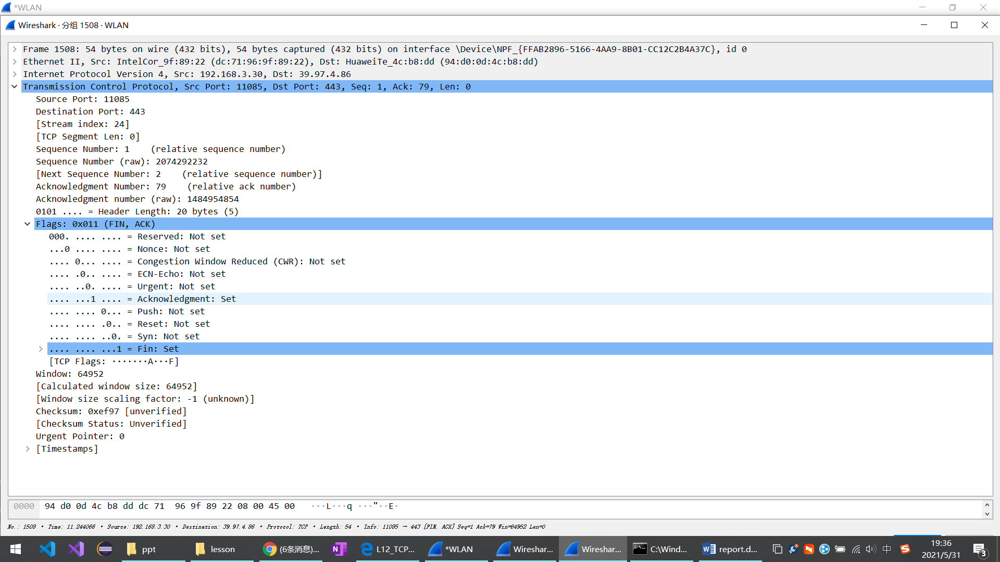 *WLAN
Wireshark · 分组 1508 · WLAN
Frame 1508: 54 bytes on wire (432 bits), 54 bytes captured (432 bits) on interface \Device\NPF_{FFAB2896-5166-4AA9-8B01-CC12C2B4A37C}, id 0
Ethernet II, Src: IntelCor_9f:89:22 (dc:71:96:9f:89:22), Dst: HuaweiTe_4c:b8:dd (94:d0:0d:4c:b8:dd)
Internet Protocol Version 4, Src: 192.168.3.30, Dst: 39.97.4.86
Transmission Control Protocol, Src Port: 11085, Dst Port: 443, Seq: 1, Ack: 79, Len: 0
Source Port: 11085
Destination Port: 443
[Stream index: 24]
[TCP Segment Len: 0]
Sequence Number: 1    (relative sequence number)
Sequence Number (raw): 2074292232
[Next Sequence Number: 2    (relative sequence number)]
Acknowledgment Number: 79    (relative ack number)
Acknowledgment number (raw): 1484954854
0101 .... = Header Length: 20 bytes (5)
Flags: 0x011 (FIN, ACK)
000. .... .... = Reserved: Not set
...0 .... .... = Nonce: Not set
.... 0... .... = Congestion Window Reduced (CWR): Not set
.... .0.. .... = ECN-Echo: Not set
.... ..0. .... = Urgent: Not set
.... ...1 .... = Acknowledgment: Set
.... .... 0... = Push: Not set
.... .... .0.. = Reset: Not set
.... .... ..0. = Syn: Not set
.... .... ...1 = Fin: Set
[TCP Flags: ·······A···F]
Window: 64952
[Calculated window size: 64952]
[Window size scaling factor: -1 (unknown)]
Checksum: 0xef97 [unverified]
[Checksum Status: Unverified]
Urgent Pointer: 0
[Timestamps]
0000  94 d0 0d 4c b8 dd dc 71  96 9f 89 22 08 00 45 00   ···L···q ···"··E·
No.: 1508 · Time: 11.244066 · Source: 192.168.3.30 · Destination: 39.97.4.86 · Protocol: TCP · Length: 54 · Info: 11085 → 443 [FIN, ACK] Seq=1 Ack=79 Win=64952 Len=0
ppt
lesson
(6条消息)...
N
L12_TCP...
*WLAN
Wireshar...
Wireshar...
C:\Wind...
W
report.d...
中
S
19:36
2021/5/31
3